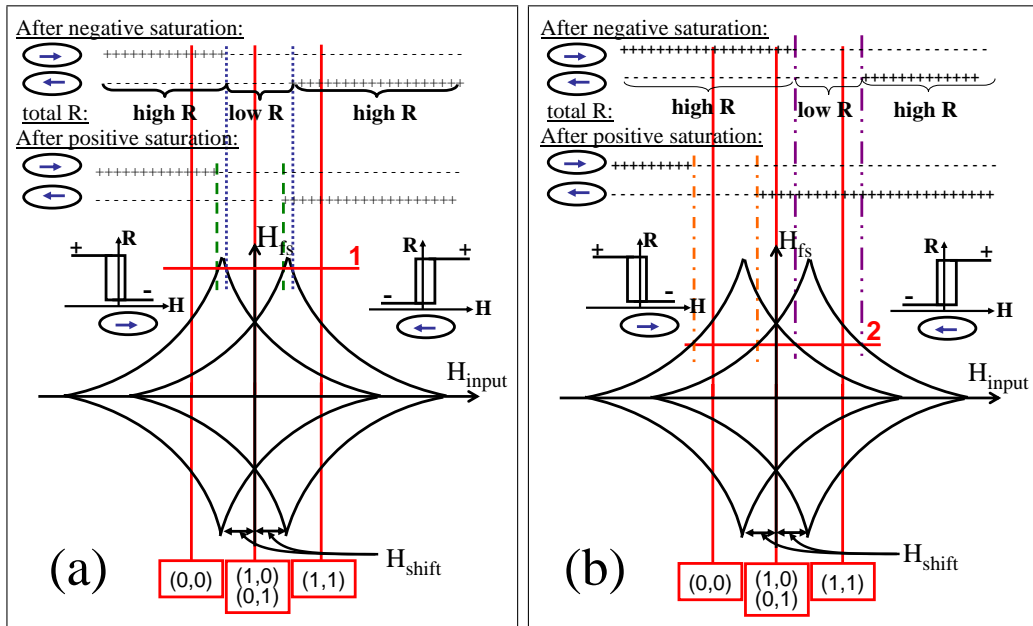 After negative saturation:
high R
low R
high R
total R:
After positive saturation:
H_fs
1
+
R
-
H
R
+
-
H
H_input
H_shift
(a)
(0,0)
(1,0)
(0,1)
(1,1)
After negative saturation:
high R
low R
high R
total R:
After positive saturation:
H_fs
+
R
-
H
R
+
-
H
2
H_input
H_shift
(b)
(0,0)
(1,0)
(0,1)
(1,1)